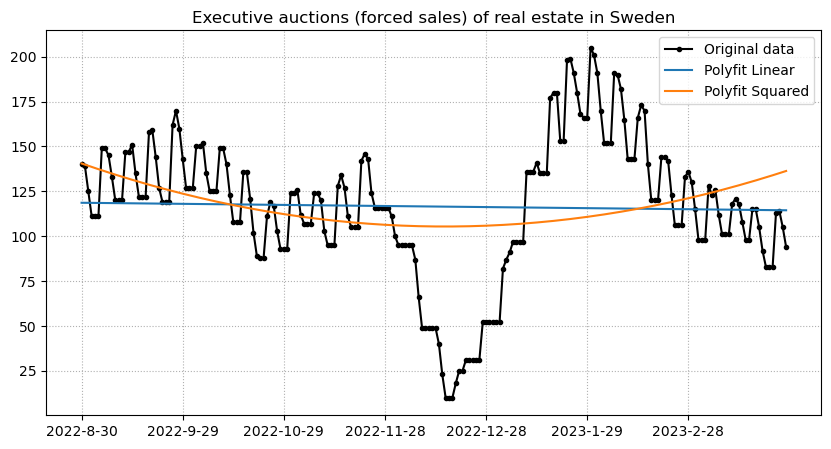 Executive auctions (forced sales) of real estate in Sweden
Original data
Polyfit Linear
Polyfit Squared
200
175
150
125
100
75
50
25
2022-8-30 2022-9-29 2022-10-29 2022-11-28 2022-12-28 2023-1-29 2023-2-28